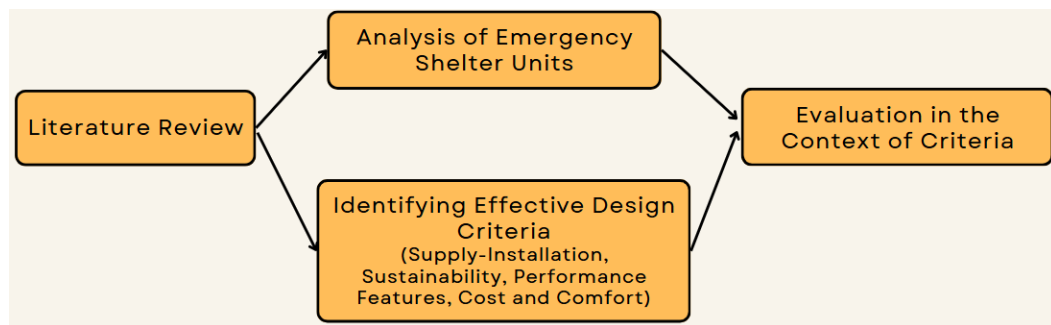 Literature Review
Analysis of Emergency
Shelter Units
Identifying Effective Design
Criteria
(Supply-Installation,
Sustainability, Performance
Features, Cost and Comfort)
Evaluation in the
Context of Criteria